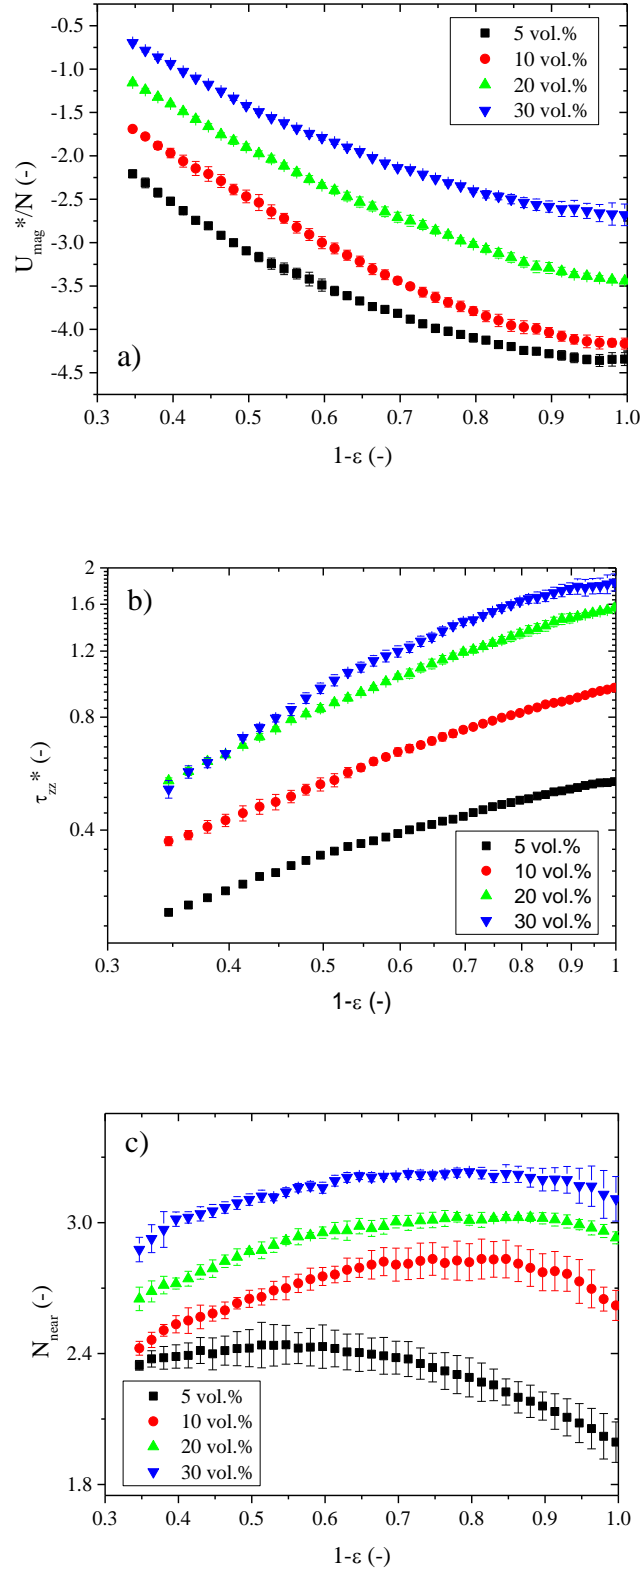 -0.5
-1.0
-1.5
-2.0
-2.5
-3.0
-3.5
-4.0
-4.5
U_mag*/N (-)
5 vol.%
10 vol.%
20 vol.%
30 vol.%
a)
0.3 0.4 0.5 0.6 0.7 0.8 0.9 1.0
1-ε (-)
2
1.6
1.2
0.8
0.4
τ_zz* (-)
b)
5 vol.%
10 vol.%
20 vol.%
30 vol.%
0.3 0.4 0.5 0.6 0.7 0.8 0.9 1
1-ε (-)
c)
3.0
2.4
1.8
N_near (-)
5 vol.%
10 vol.%
20 vol.%
30 vol.%
0.3 0.4 0.5 0.6 0.7 0.8 0.9 1.0
1-ε (-)